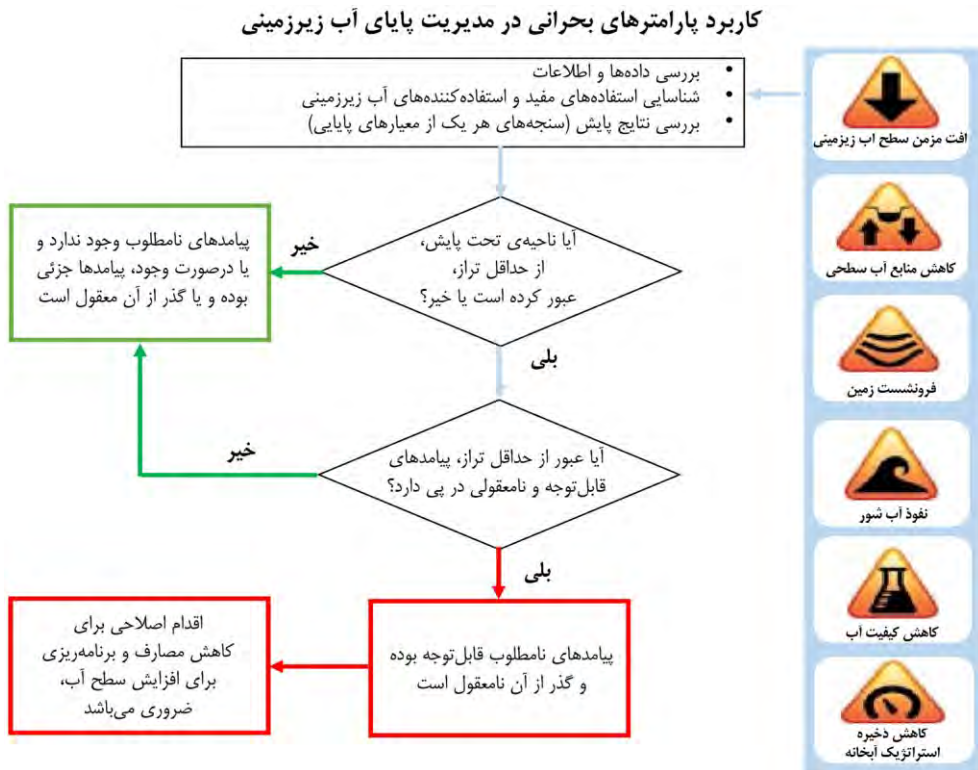 کاربرد پارامترهای بحرانی در مدیریت پایای آب زیرزمینی
• بررسی داده‌ها و اطلاعات
• شناسایی استفاده‌های مفید و استفاده‌کننده‌های آب زیرزمینی
• بررسی نتایج پایش (سنجه‌های هر یک از معیارهای پایایی)
افت مزمن سطح اب زیزمینی
کاهش منابع آب سطحی
فرونشست زمین
نفوذ آب شور
کاهش کیفیت آب
کاهش ذخیره
استراتژیک آبخانه
آیا ناحیه‌ی تحت پایش،
از حداقل تراز،
عبور کرده است یا خیر؟
خیر
پیامدهای نامطلوب وجود ندارد و
یا درصورت وجود، پیامدها جزئی
بوده و یا گذر از آن معقول است
بلی
آیا عبور از حداقل تراز، پیامدهای
قابل‌توجه و نامعقولی در پی دارد؟
خیر
بلی
پیامدهای نامطلوب قابل‌توجه بوده
و گذر از آن نامعقول است
اقدام اصلاحی برای
کاهش مصارف و برنامه‌ریزی
برای افزایش سطح آب،
ضروری می‌باشد